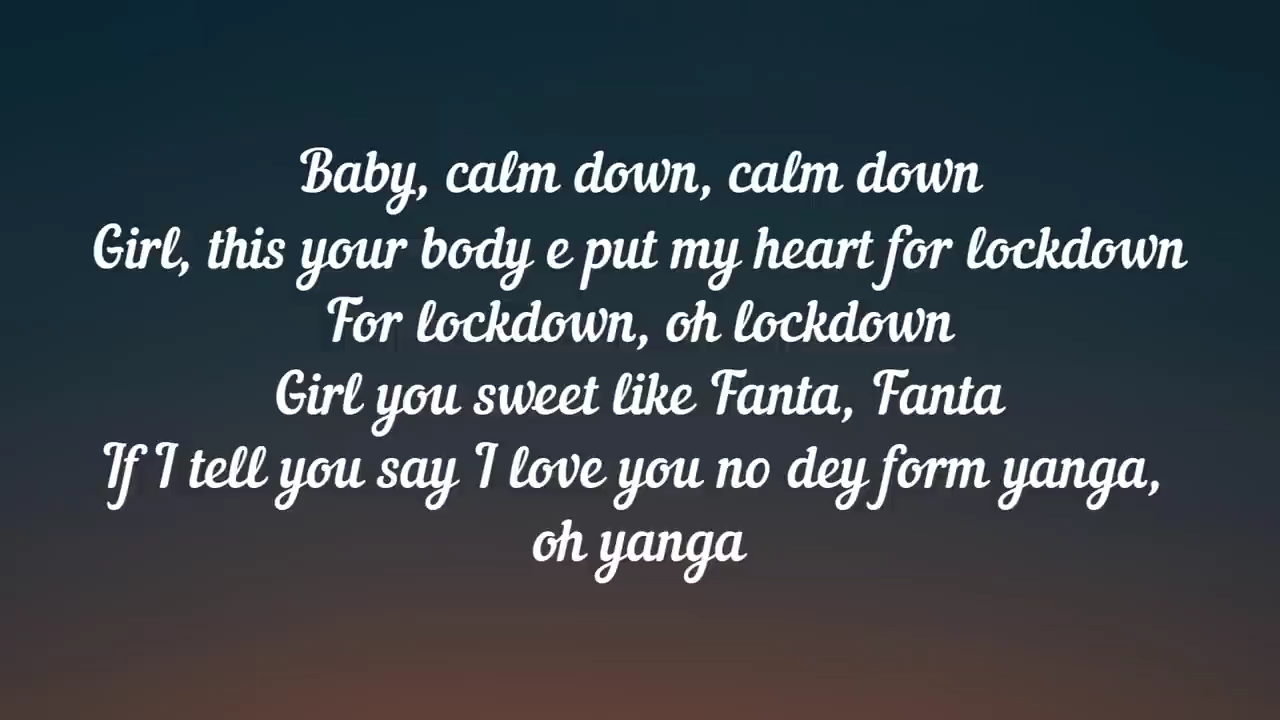 Baby, calm down, calm down
Girl, this your body e put my heart for lockdown
For lockdown, oh lockdown
Girl you sweet like Fanta, Fanta
If I tell you say I love you no dey form yanga,
oh yanga